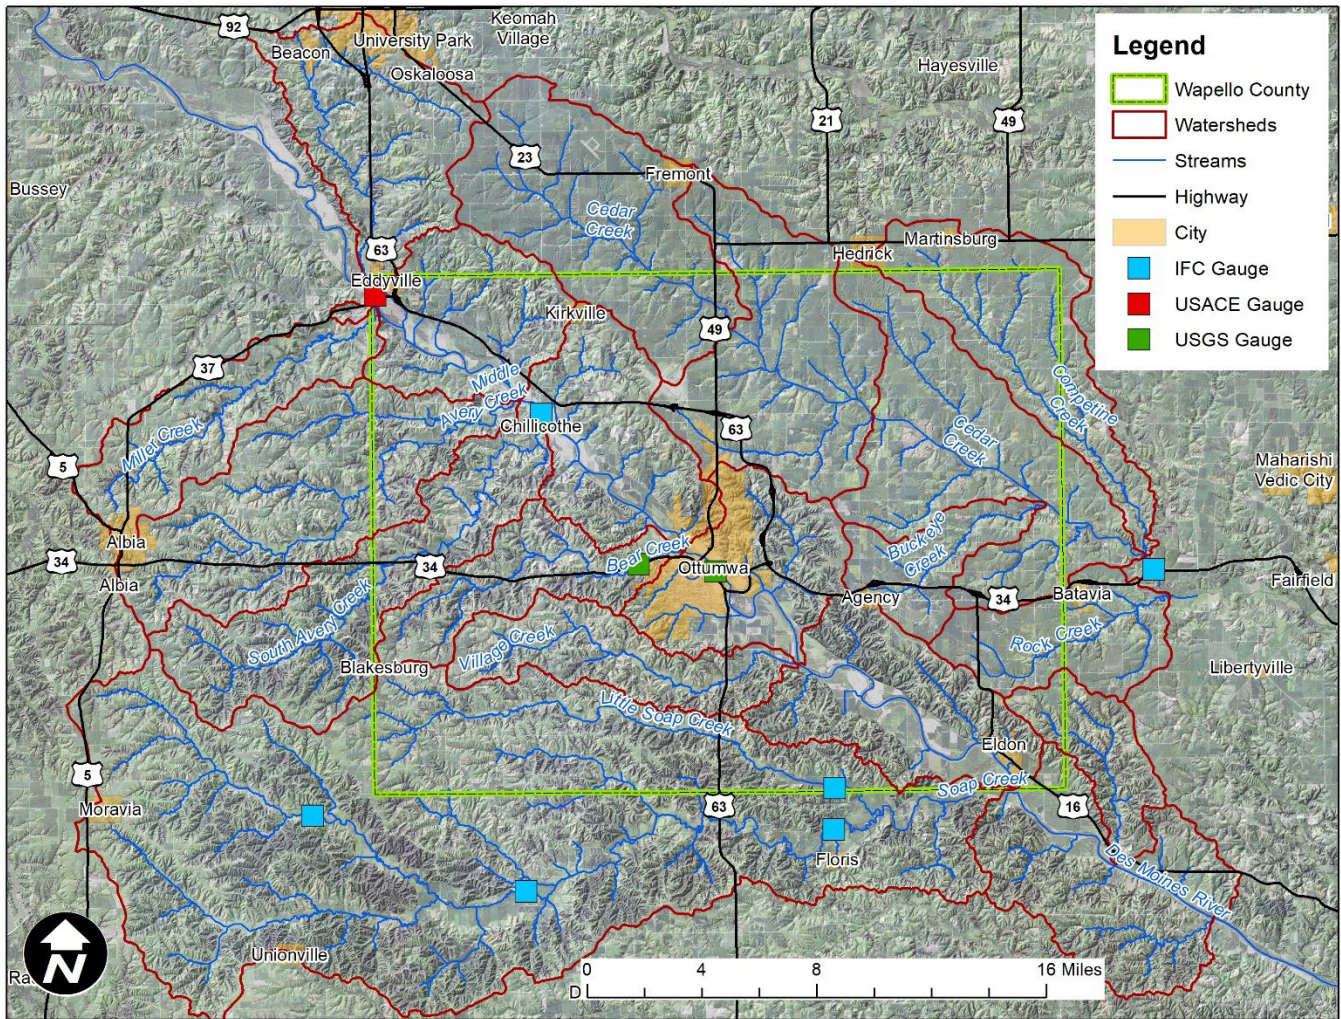 92
Beacon
University Park
Keomah
Village
Oskaloosa
Hayesville
21
49
23
Fremont
Bussey
Cedar
Creek
63
Eddyville
Hedrick
Martinsburg
Kirkville
49
37
Middle
Avery Creek
Chillicothe
63
Competine
Creek
Miller Creek
5
Cedar
Creek
Maharishi
Vedic City
Albia
34
Albia
34
Bear Creek
Ottumwa
Buckeye
Creek
Agency
34
Batavia
Fairfield
South Avery Creek
Blakesburg
Village Creek
Rock Creek
Libertyville
Little Soap Creek
Eldon
5
Moravia
63
Soap Creek
16
Floris
Des Moines River
Unionville
N
0
4
8
16 Miles
D
Legend
Wapello County
Watersheds
Streams
Highway
City
IFC Gauge
USACE Gauge
USGS Gauge